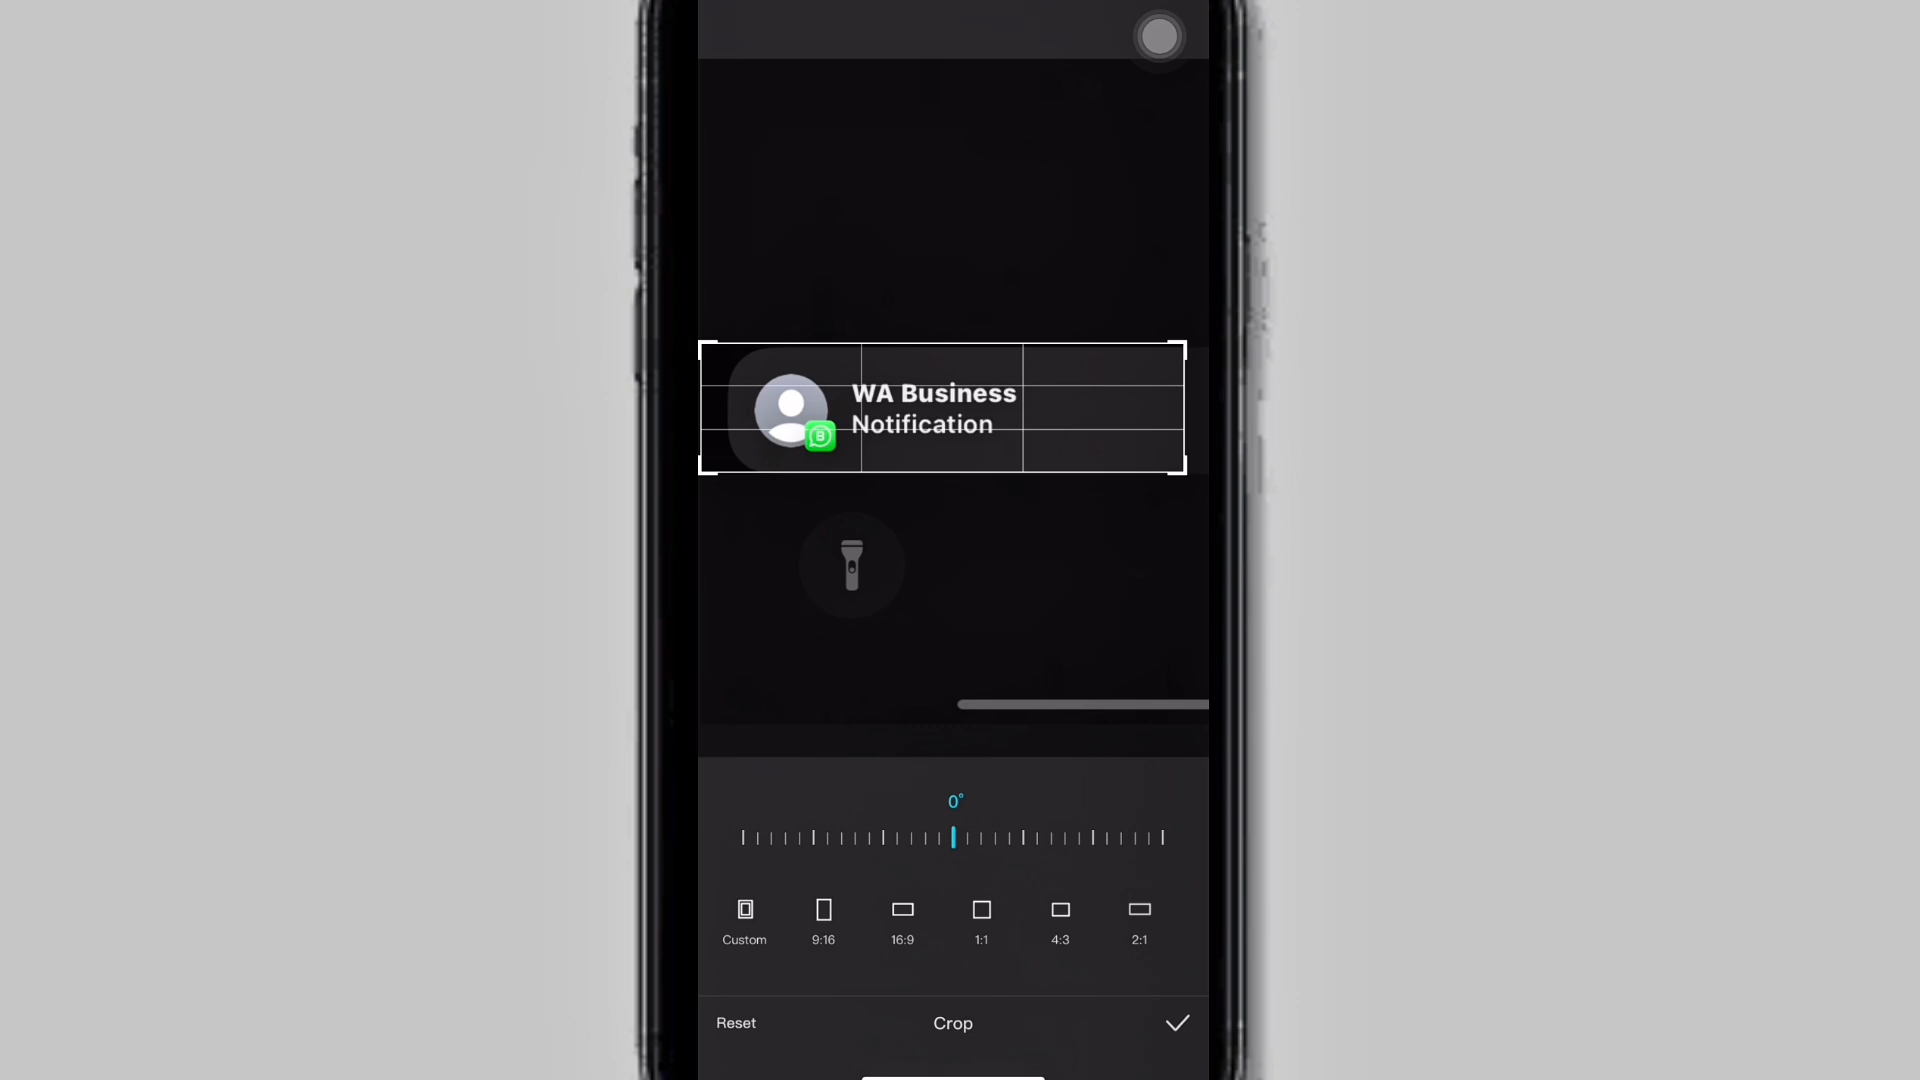 WA Business
Notification
B
0°
Custom 9:16 16:9 1:1 4:3 2:1
Reset Crop